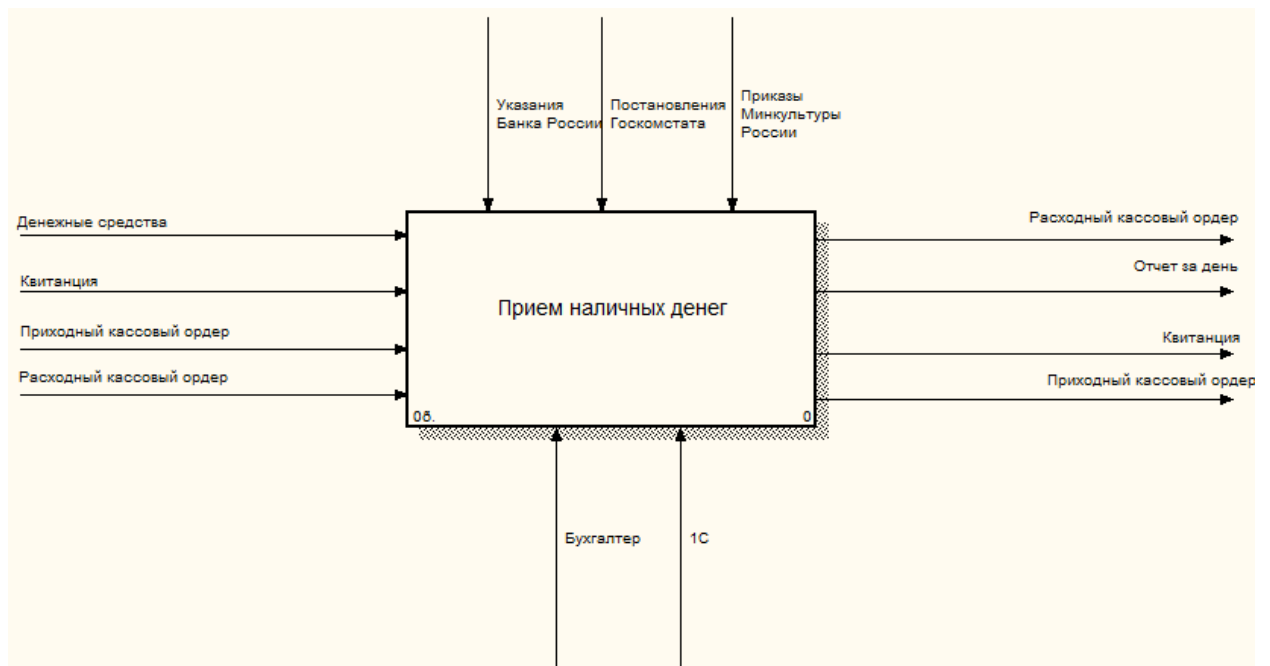 Указания
Банка России
Постановления
Госкомстата
Приказы
Минкультуры
России
Денежные средства
Квитанция
Приходный кассовый ордер
Расходный кассовый ордер
Прием наличных денег
0б.
0
Расходный кассовый ордер
Отчет за день
Квитанция
Приходный кассовый ордер
Бухгалтер
1С